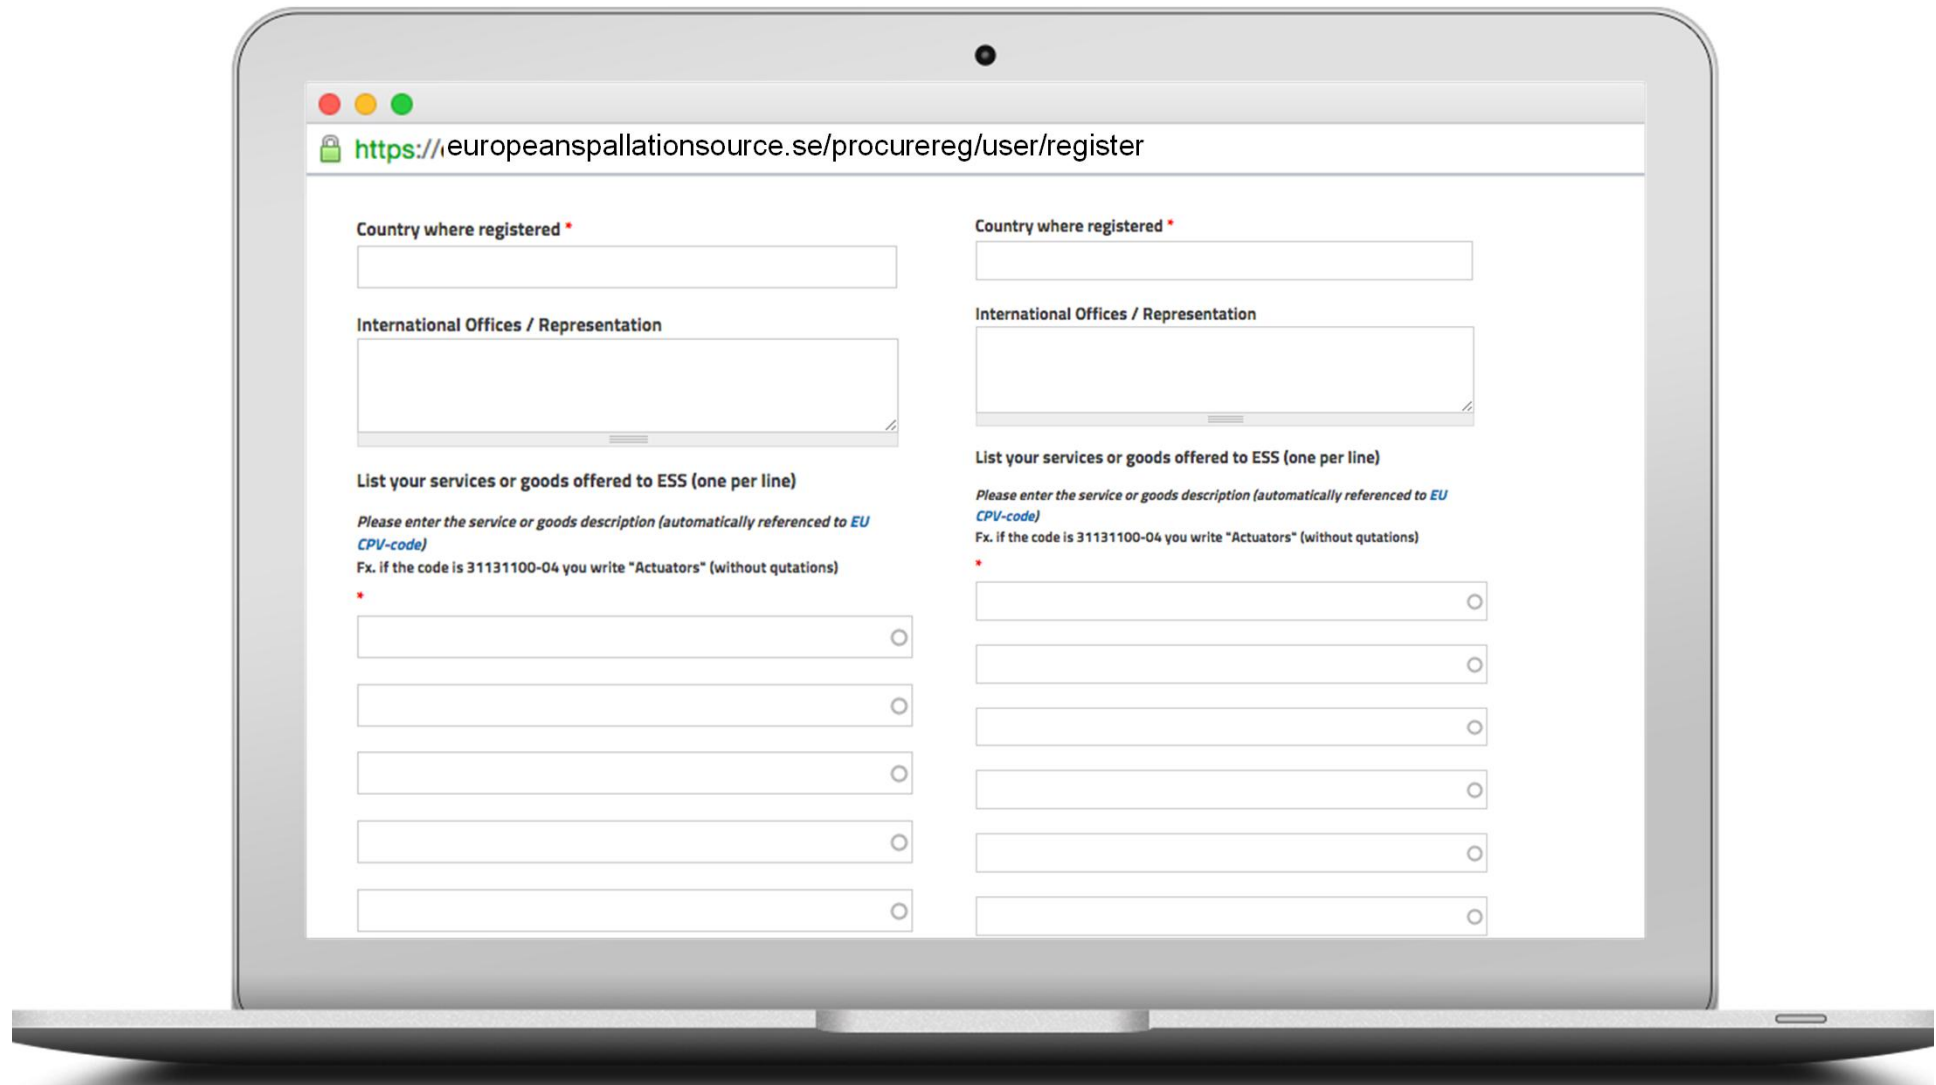 https://europeanspallationsource.se/procurereg/user/register
Country where registered *
International Offices / Representation
List your services or goods offered to ESS (one per line)
Please enter the service or goods description (automatically referenced to EU
CPV-code)
Fx. if the code is 31131100-04 you write "Actuators" (without qutations)
*
Country where registered *
International Offices / Representation
List your services or goods offered to ESS (one per line)
Please enter the service or goods description (automatically referenced to EU
CPV-code)
Fx. if the code is 31131100-04 you write "Actuators" (without qutations)
*